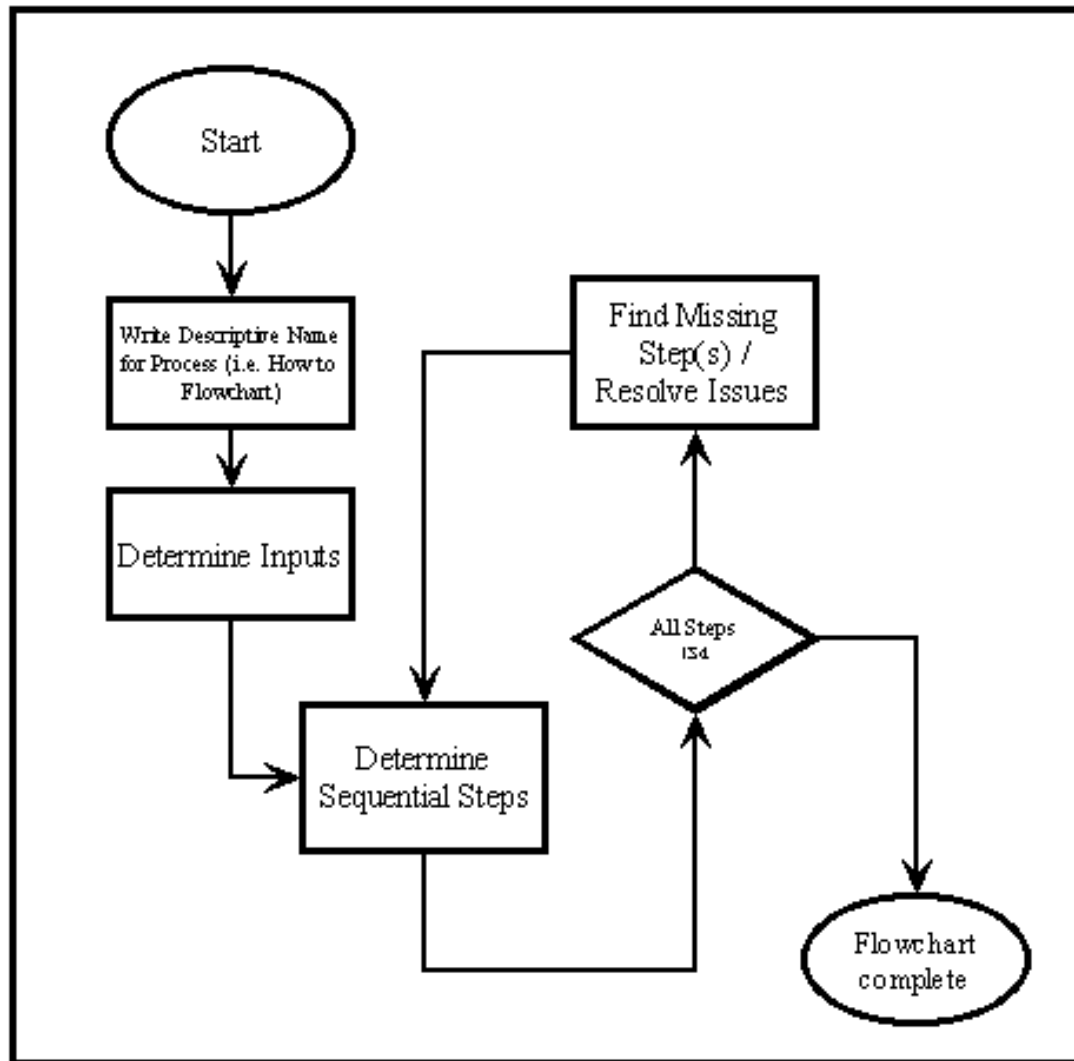 Start
Write Descriptive Name
for Process (i.e. How to
Flowchart)
Determine Inputs
Find Missing
Step(s) /
Resolve Issues
All Steps
Determine
Sequential Steps
Flowchart
complete